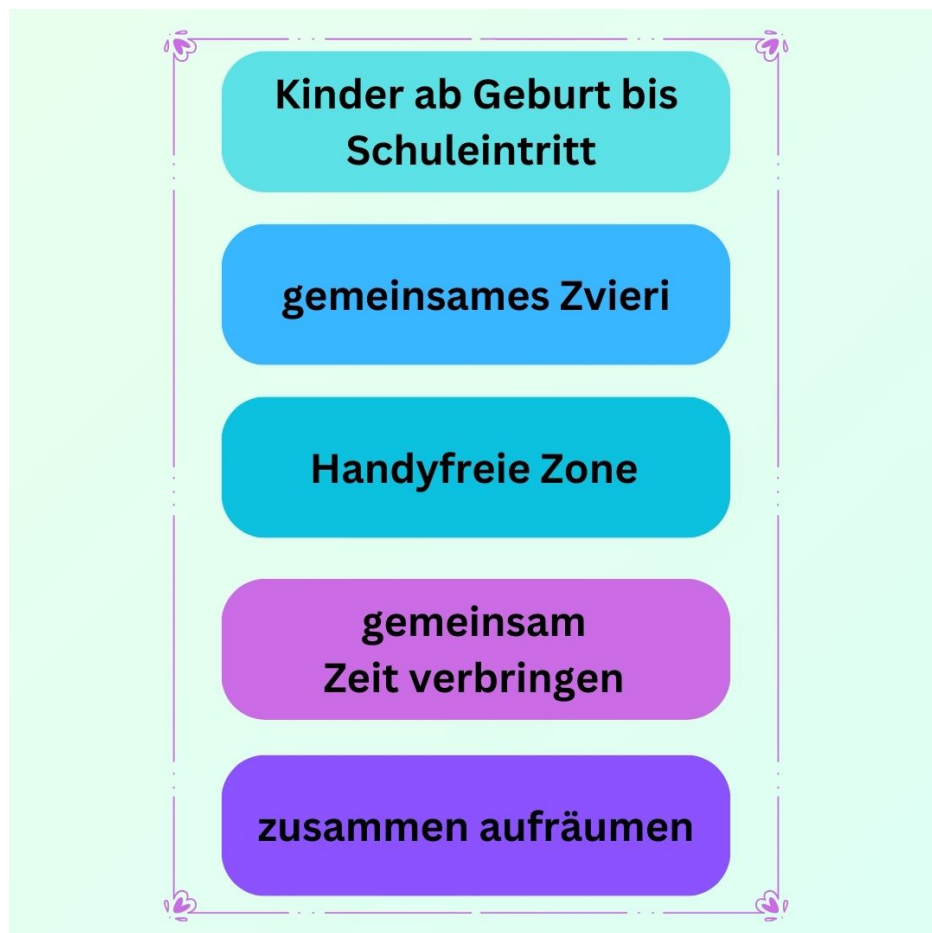 Kinder ab Geburt bis
Schuleintritt
gemeinsames Zvieri
Handyfreie Zone
gemeinsam
Zeit verbringen
zusammen aufräumen